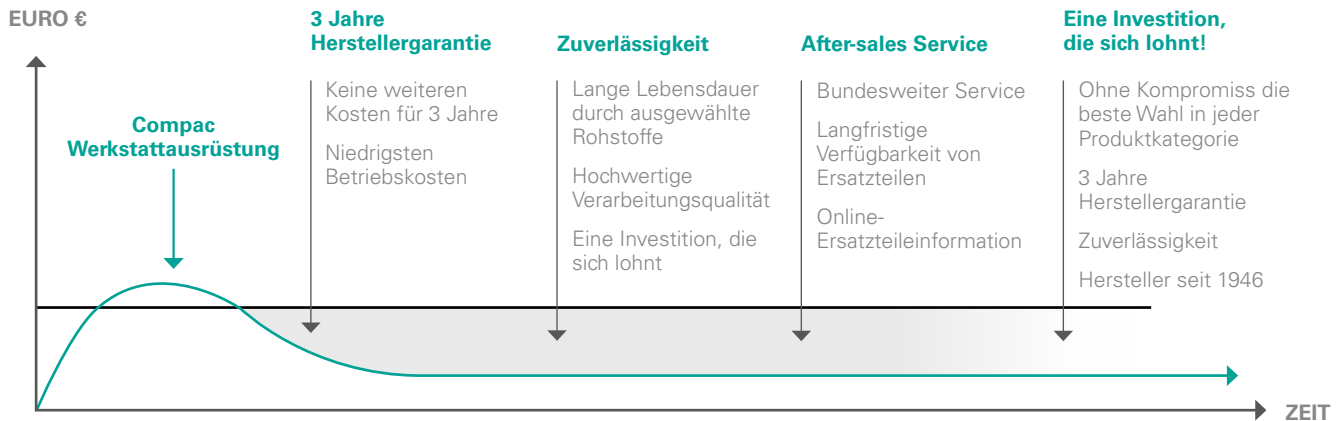 EURO €
Compac
Werkstattausrüstung
3 Jahre
Herstellergarantie
Keine weiteren
Kosten für 3 Jahre
Niedrigsten
Betriebskosten
Zuverlässigkeit
Lange Lebensdauer
durch ausgewählte
Rohstoffe
Hochwertige
Verarbeitungsqualität
Eine Investition, die
sich lohnt
After-sales Service
Bundesweiter Service
Langfristige
Verfügbarkeit von
Ersatzteilen
Online-
Ersatzteileinformation
Eine Investition,
die sich lohnt!
Ohne Kompromiss die
beste Wahl in jeder
Produktkategorie
3 Jahre
Herstellergarantie
Zuverlässigkeit
Hersteller seit 1946
ZEIT